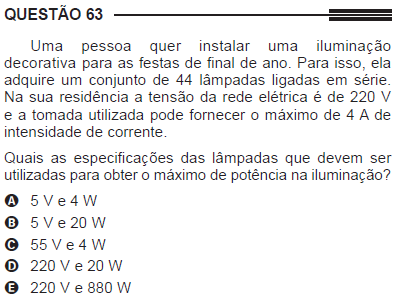 QUESTÃO 63
Uma pessoa quer instalar uma iluminação
decorativa para as festas de final de ano. Para isso, ela
adquire um conjunto de 44 lâmpadas ligadas em série.
Na sua residência a tensão da rede elétrica é de 220 V
e a tomada utilizada pode fornecer o máximo de 4 A de
intensidade de corrente.
Quais as especificações das lâmpadas que devem ser
utilizadas para obter o máximo de potência na iluminação?
A 5 V e 4 W
B 5 V e 20 W
C 55 V e 4 W
D 220 V e 20 W
E 220 V e 880 W